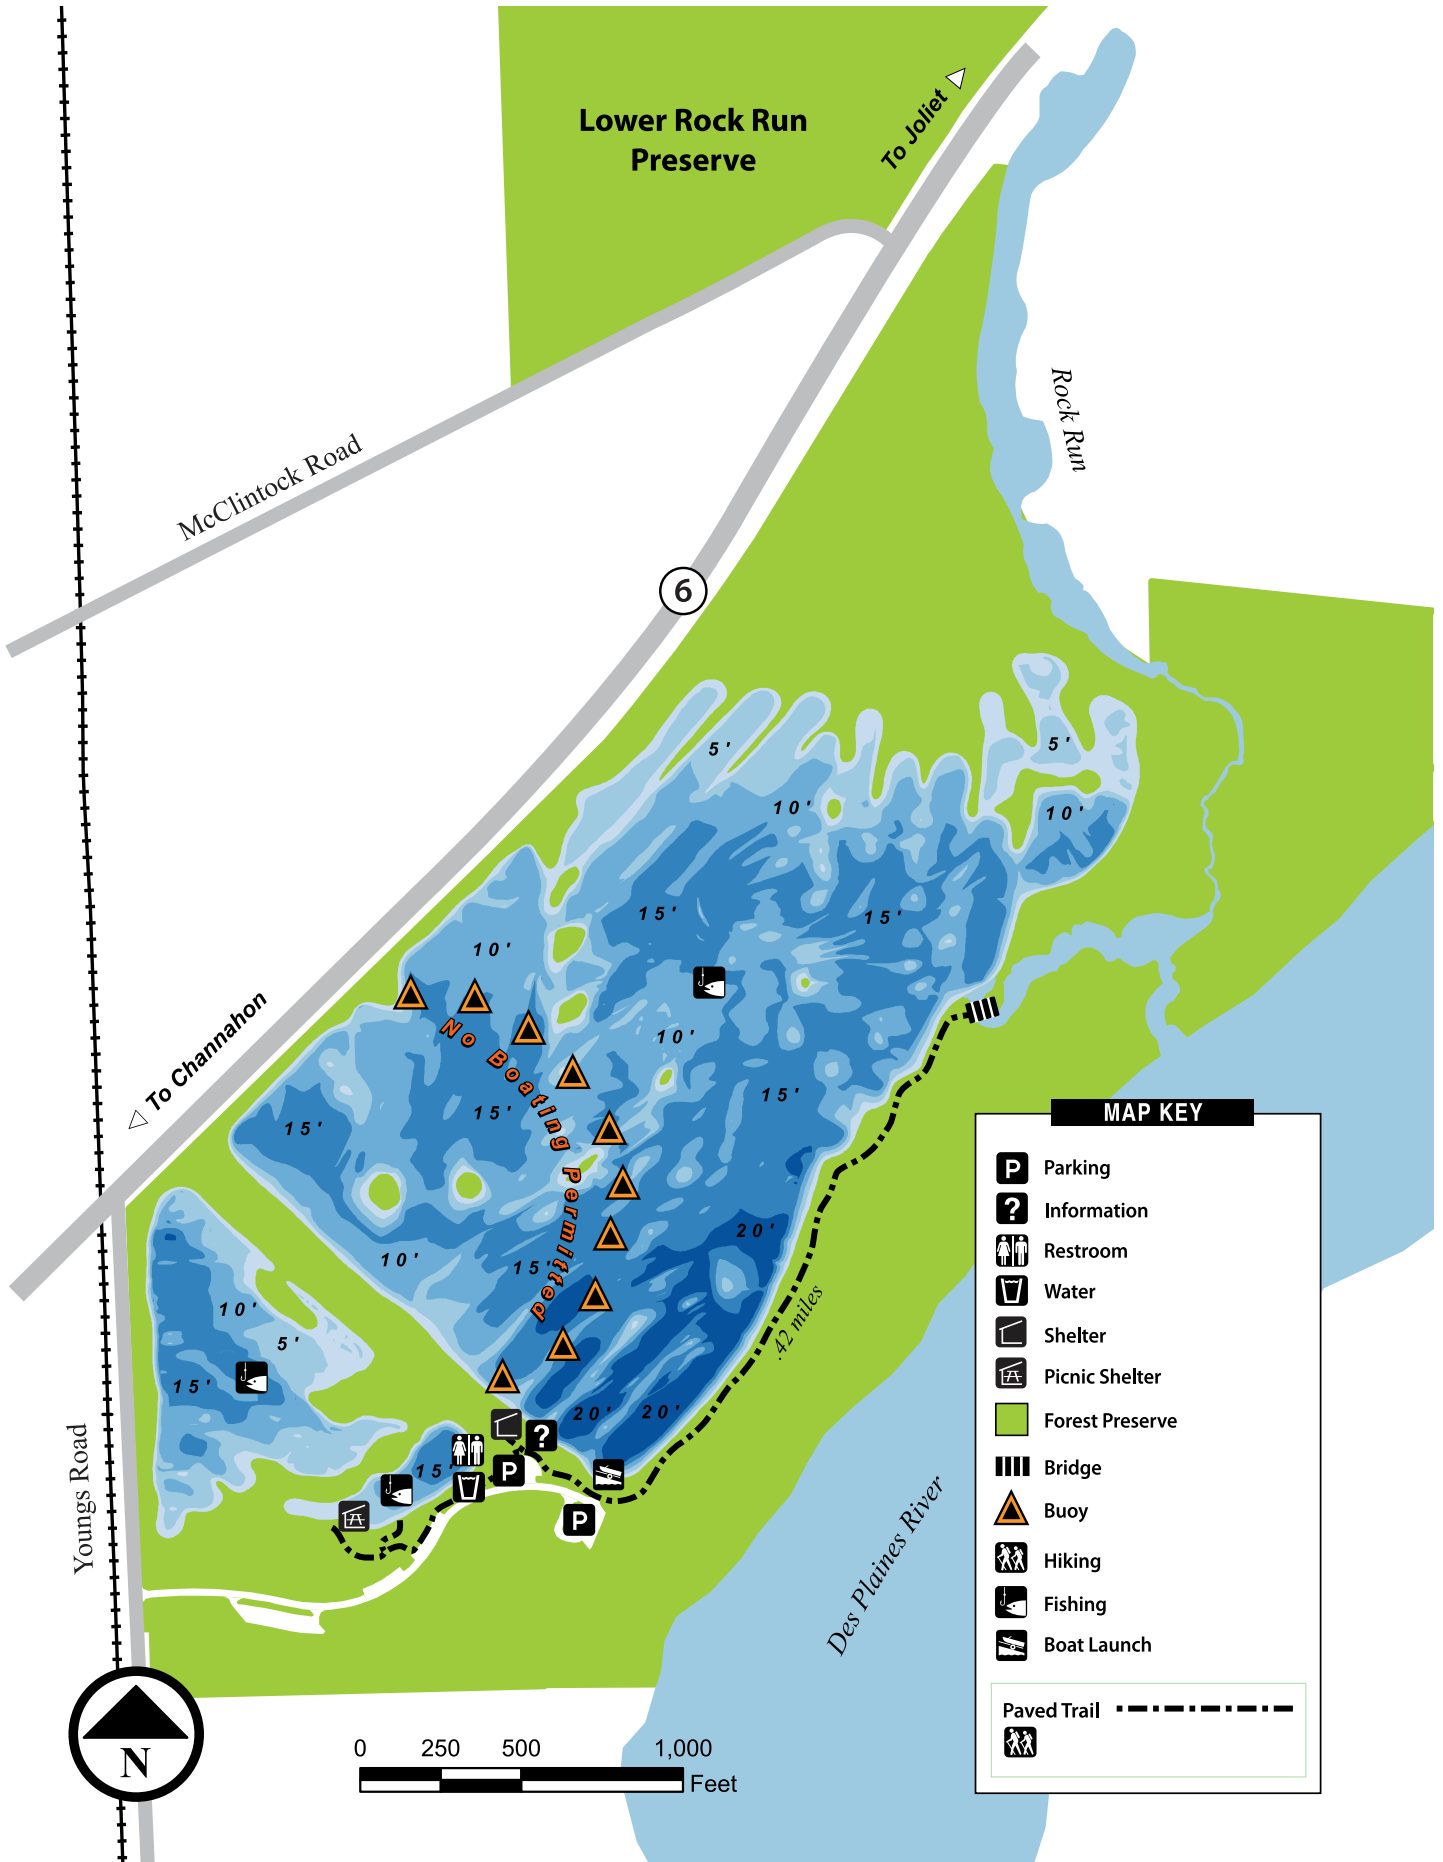 Lower Rock Run
Preserve
To Joliet
Rock Run
McClintock Road
6
5'
5'
10'
10'
15'
15'
10'
To Channahon
No Boating Permitted
10'
15'
15'
15'
20'
10'
15'
10'
5'
15'
20'
20'
15'
.42 miles
Youngs Road
P
?
P
Des Plaines River
N
0 250 500 1,000
Feet
MAP KEY
P Parking
? Information
Restroom
Water
Shelter
Picnic Shelter
Forest Preserve
Bridge
Buoy
Hiking
Fishing
Boat Launch
Paved Trail